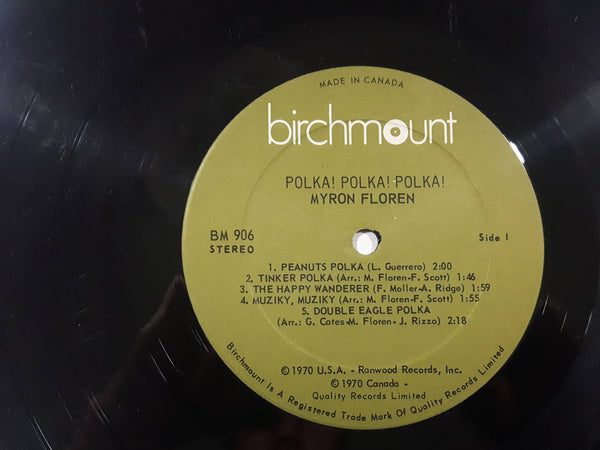 MADE IN CANADA
birchmount
POLKA! POLKA! POLKA!
MYRON FLOREN
BM 906
STEREO
Side 1
1. PEANUTS POLKA (L. Guerrero) 2:00
2. TINKER POLKA (Arr.: M. Floren-F. Scott) 1:46
3. THE HAPPY WANDERER (F. Moller-A. Ridge) 1:59
4. MUZIKY, MUZIKY (Arr.: M. Floren-F. Scott) 1:55
5. DOUBLE EAGLE POLKA
(Arr.: G. Cates-M. Floren- J. Rizzo) 2:18
©1970 U.S.A. - Ranwood Records, Inc.
©1970 Canada -
Quality Records Limited
Birchmount Is A Registered Trade Mark Of Quality Records Limited